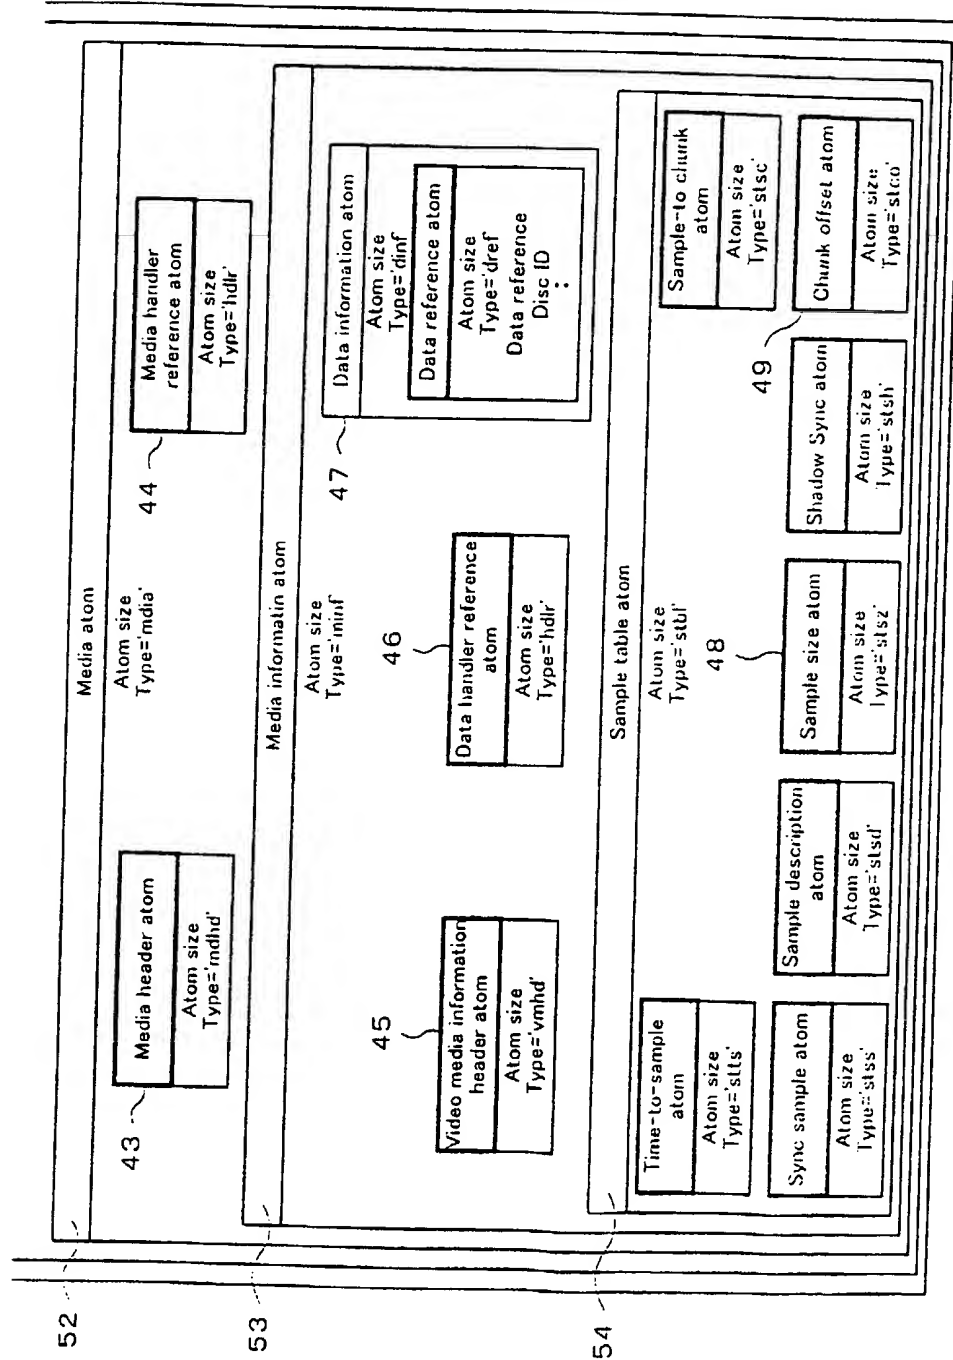 52
Media atom
Atom size
Type='mdia'
43
Media header atom
Atom size
Type='mdhd'
44
Media handler
reference atom
Atom size
Type='hdlr'
53
Media informatin atom
Atom size
Type='minf'
45
Video media information
header atom
Atom size
Type='vmhd'
46
Data handler reference
atom
Atom size
Type='hdlr'
47
Data information atom
Atom size
Type='dinf'
Data reference atom
Atom size
Type='dref'
Data reference
Disc ID
⋮
54
Sample table atom
Atom size
Type='stbl'
Time-to-sample
atom
Atom size
Type='stts'
Sample-to chunk
atom
Atom size
Type='stsc'
Sync sample atom
Atom size
Type='stss'
Sample description
atom
Atom size
Type='stsd'
48
Sample size atom
Atom size
Type='stsz'
Shadow Sync atom
Atom size
Type='stsh'
49
Chunk offset atom
Atom size
Type='stco'